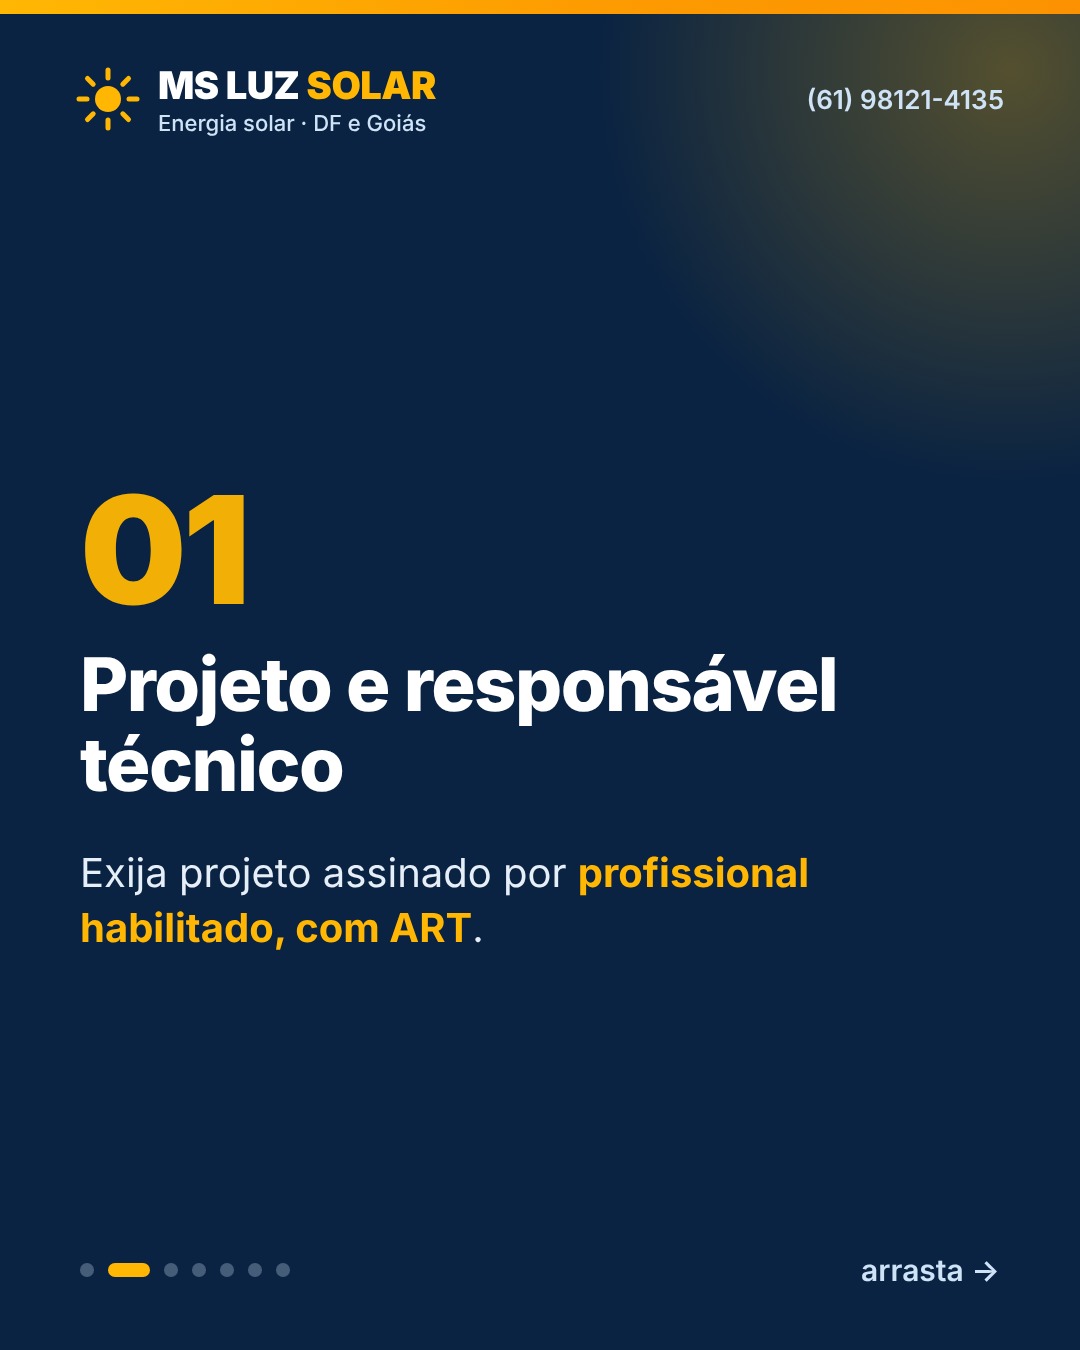 MS LUZ SOLAR
Energia solar · DF e Goiás
(61) 98121-4135
01
Projeto e responsável
técnico
Exija projeto assinado por profissional
habilitado, com ART.
arrasta →